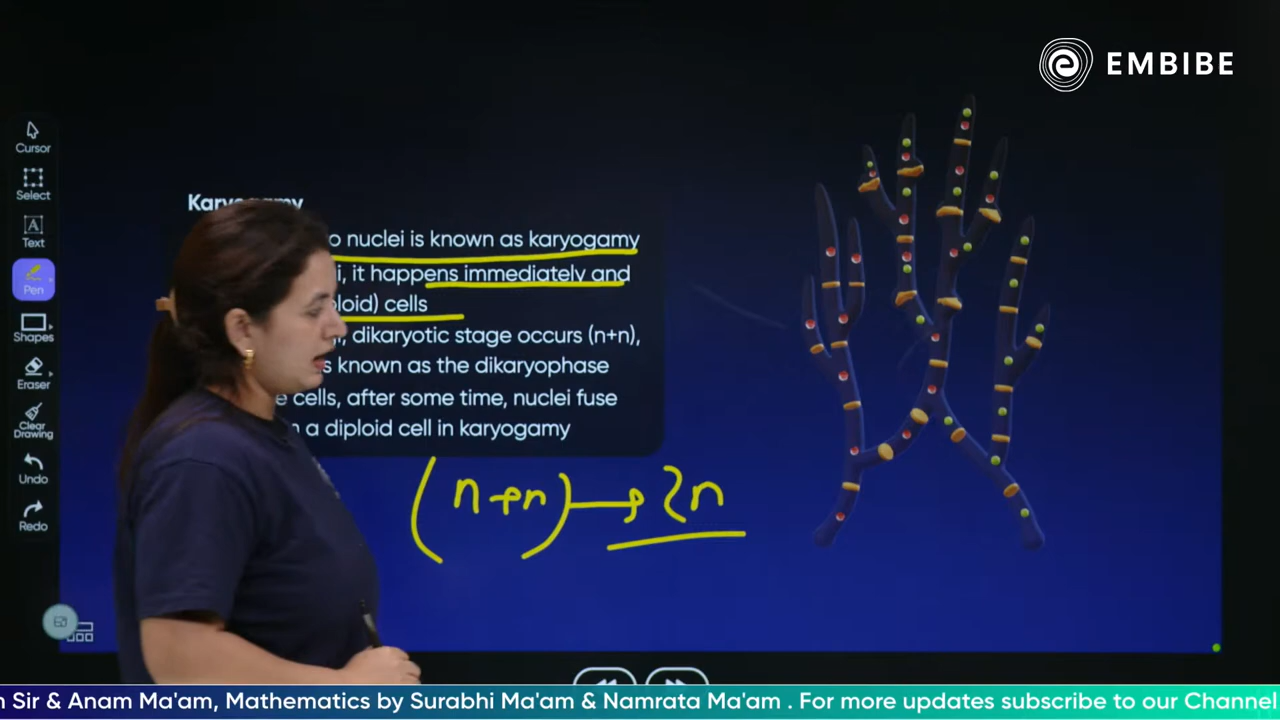 EMBIBE
Cursor
Select
Text
Pen
Shapes
Eraser
Clear
Drawing
Undo
Redo
Karyogamy
o nuclei is known as karyogamy
i, it happens immediately and
ploid) cells
i, dikaryotic stage occurs (n+n),
s known as the dikaryophase
e cells, after some time, nuclei fuse
a diploid cell in karyogamy
(n+n) → 2n
Sir & Anam Ma'am, Mathematics by Surabhi Ma'am & Namrata Ma'am . For more updates subscribe to our Channel